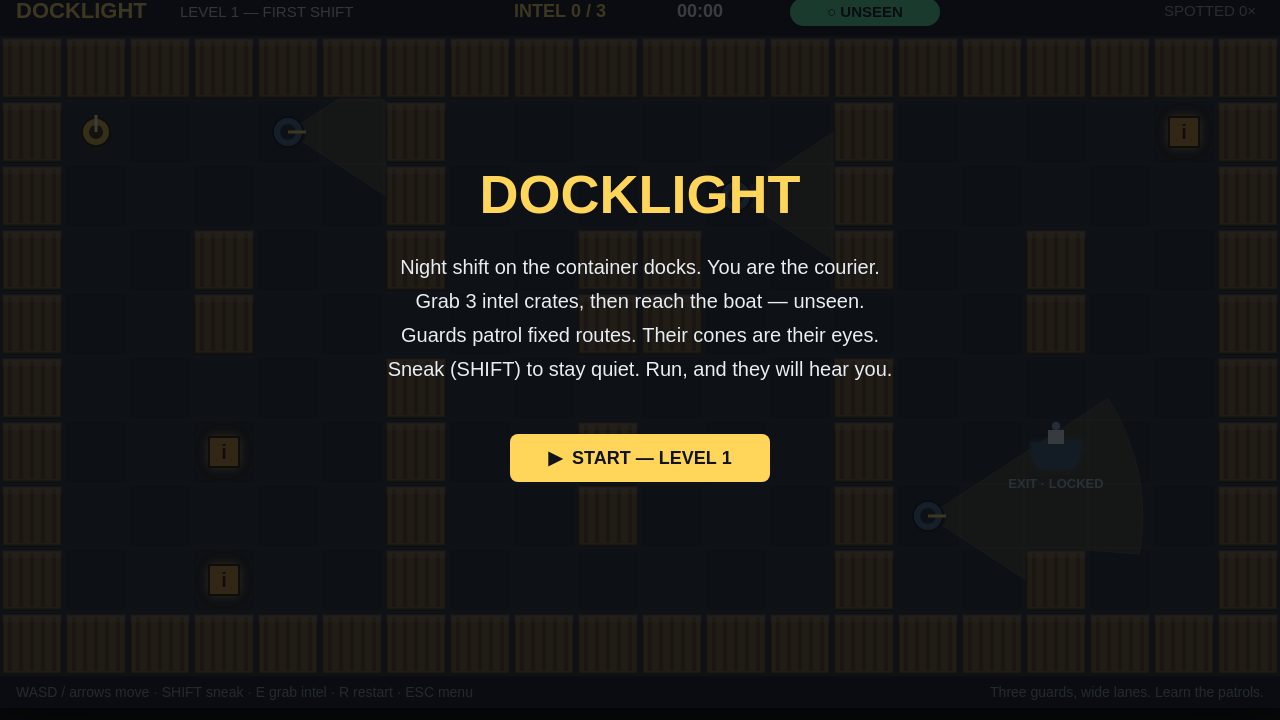 DOCKLIGHT LEVEL 1 — FIRST SHIFT INTEL 0 / 3 00:00 ○ UNSEEN SPOTTED 0×
i
DOCKLIGHT
Night shift on the container docks. You are the courier.
Grab 3 intel crates, then reach the boat — unseen.
Guards patrol fixed routes. Their cones are their eyes.
Sneak (SHIFT) to stay quiet. Run, and they will hear you.
i
▶ START — LEVEL 1
EXIT · LOCKED
i
WASD / arrows move · SHIFT sneak · E grab intel · R restart · ESC menu
Three guards, wide lanes. Learn the patrols.